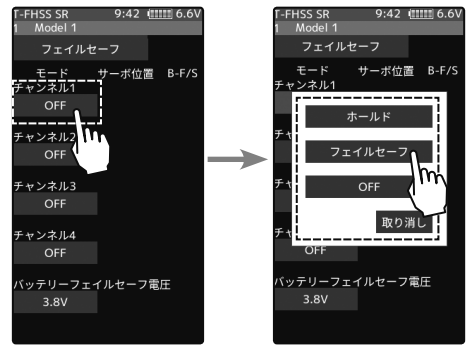 T-FHSS SR 9:42 6.6V
1 Model 1
フェイルセーフ
モード サーボ位置 B-F/S
チャンネル1
OFF
チャンネル2
OFF
チャンネル3
OFF
チャンネル4
OFF
バッテリーフェイルセーフ電圧
3.8V
T-FHSS SR 9:42 6.6V
1 Model 1
フェイルセーフ
モード サーボ位置 B-F/S
チャンネル1
ホールド
チャ
フェイルセーフ
チャ
OFF
取り消し
チャ
OFF
バッテリーフェイルセーフ電圧
3.8V